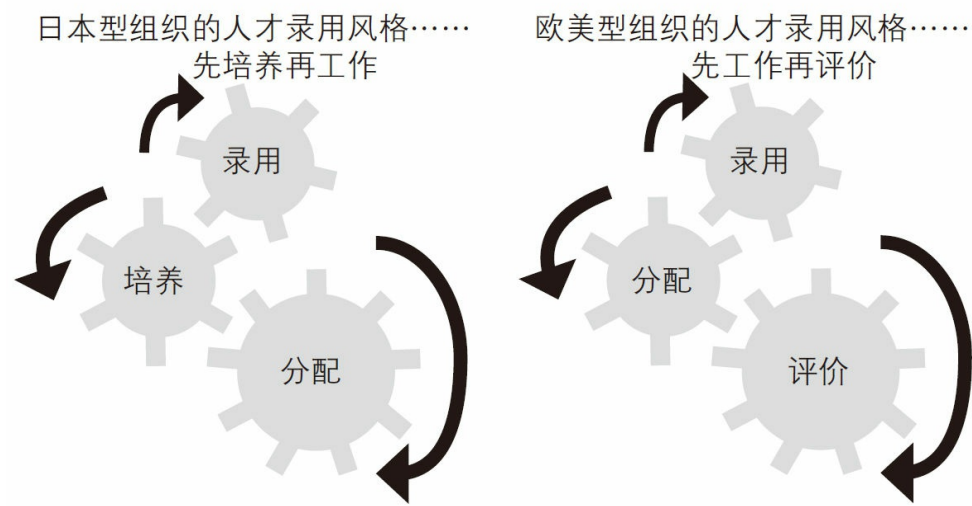 日本型组织的人才录用风格……
先培养再工作
录用
培养
分配
欧美型组织的人才录用风格……
先工作再评价
录用
分配
评价